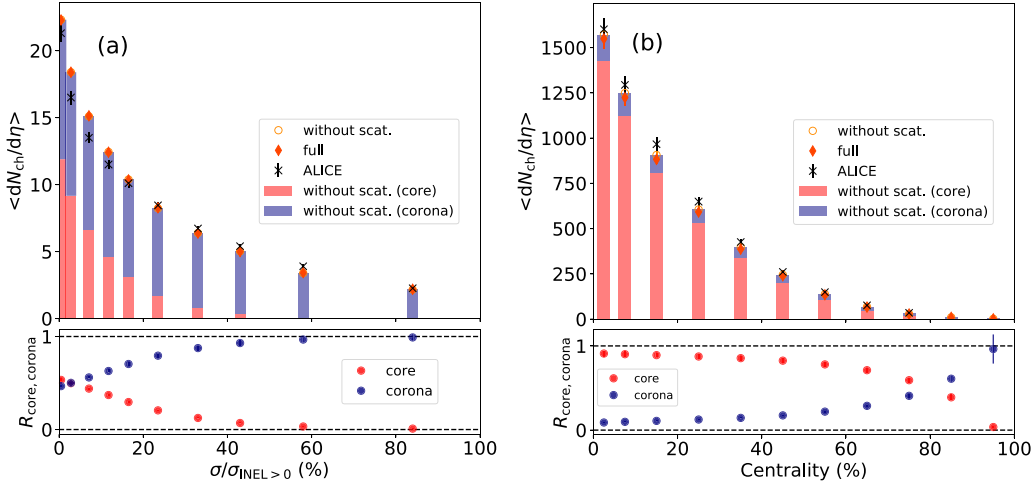 (a)
<dN_ch/dη>
20
15
10
5
0
without scat.
full
ALICE
without scat. (core)
without scat. (corona)
R_core, corona
1
0
core
corona
0 20 40 60 80 100
σ/σ_INEL>0 (%)
(b)
<dN_ch/dη>
1500
1250
1000
750
500
250
0
without scat.
full
ALICE
without scat. (core)
without scat. (corona)
R_core, corona
1
0
core
corona
0 20 40 60 80 100
Centrality (%)